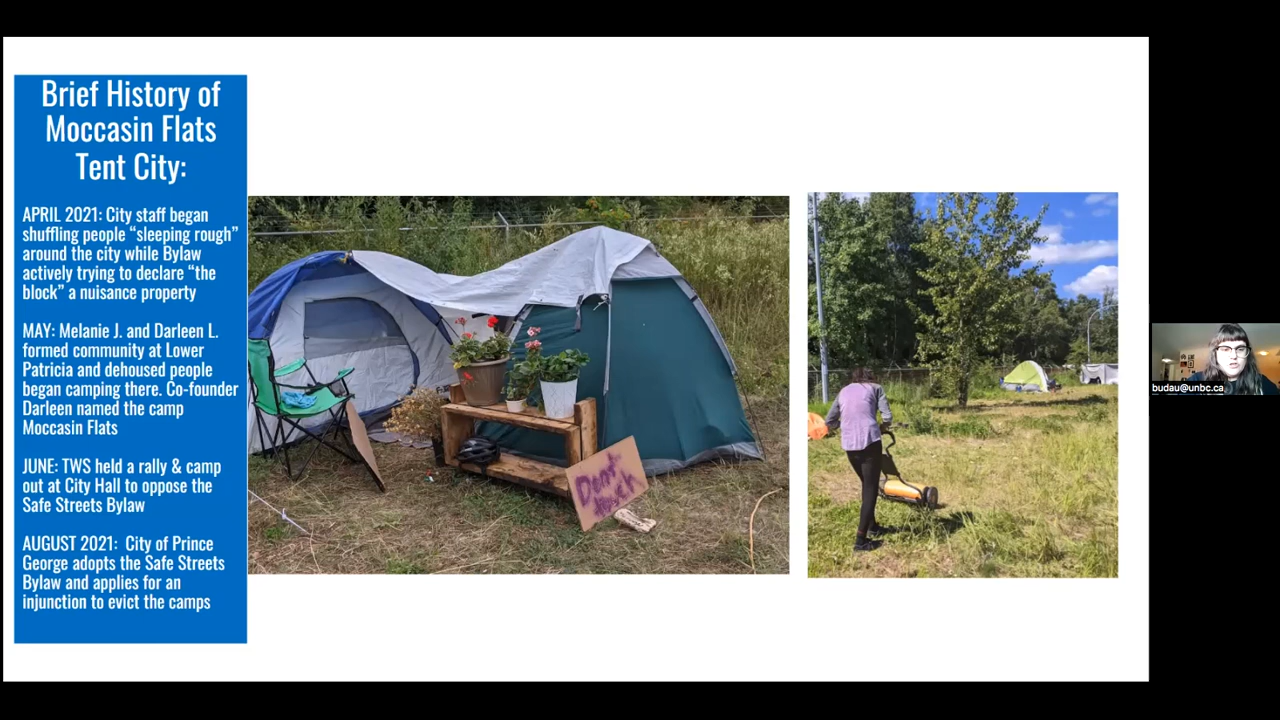 Brief History of
Moccasin Flats
Tent City:
APRIL 2021: City staff began
shuffling people “sleeping rough”
around the city while Bylaw
actively trying to declare “the
block” a nuisance property
MAY: Melanie J. and Darleen L.
formed community at Lower
Patricia and dehoused people
began camping there. Co-founder
Darleen named the camp
Moccasin Flats
JUNE: TWS held a rally & camp
out at City Hall to oppose the
Safe Streets Bylaw
AUGUST 2021: City of Prince
George adopts the Safe Streets
Bylaw and applies for an
injunction to evict the camps
Dont
budau@unbc.ca